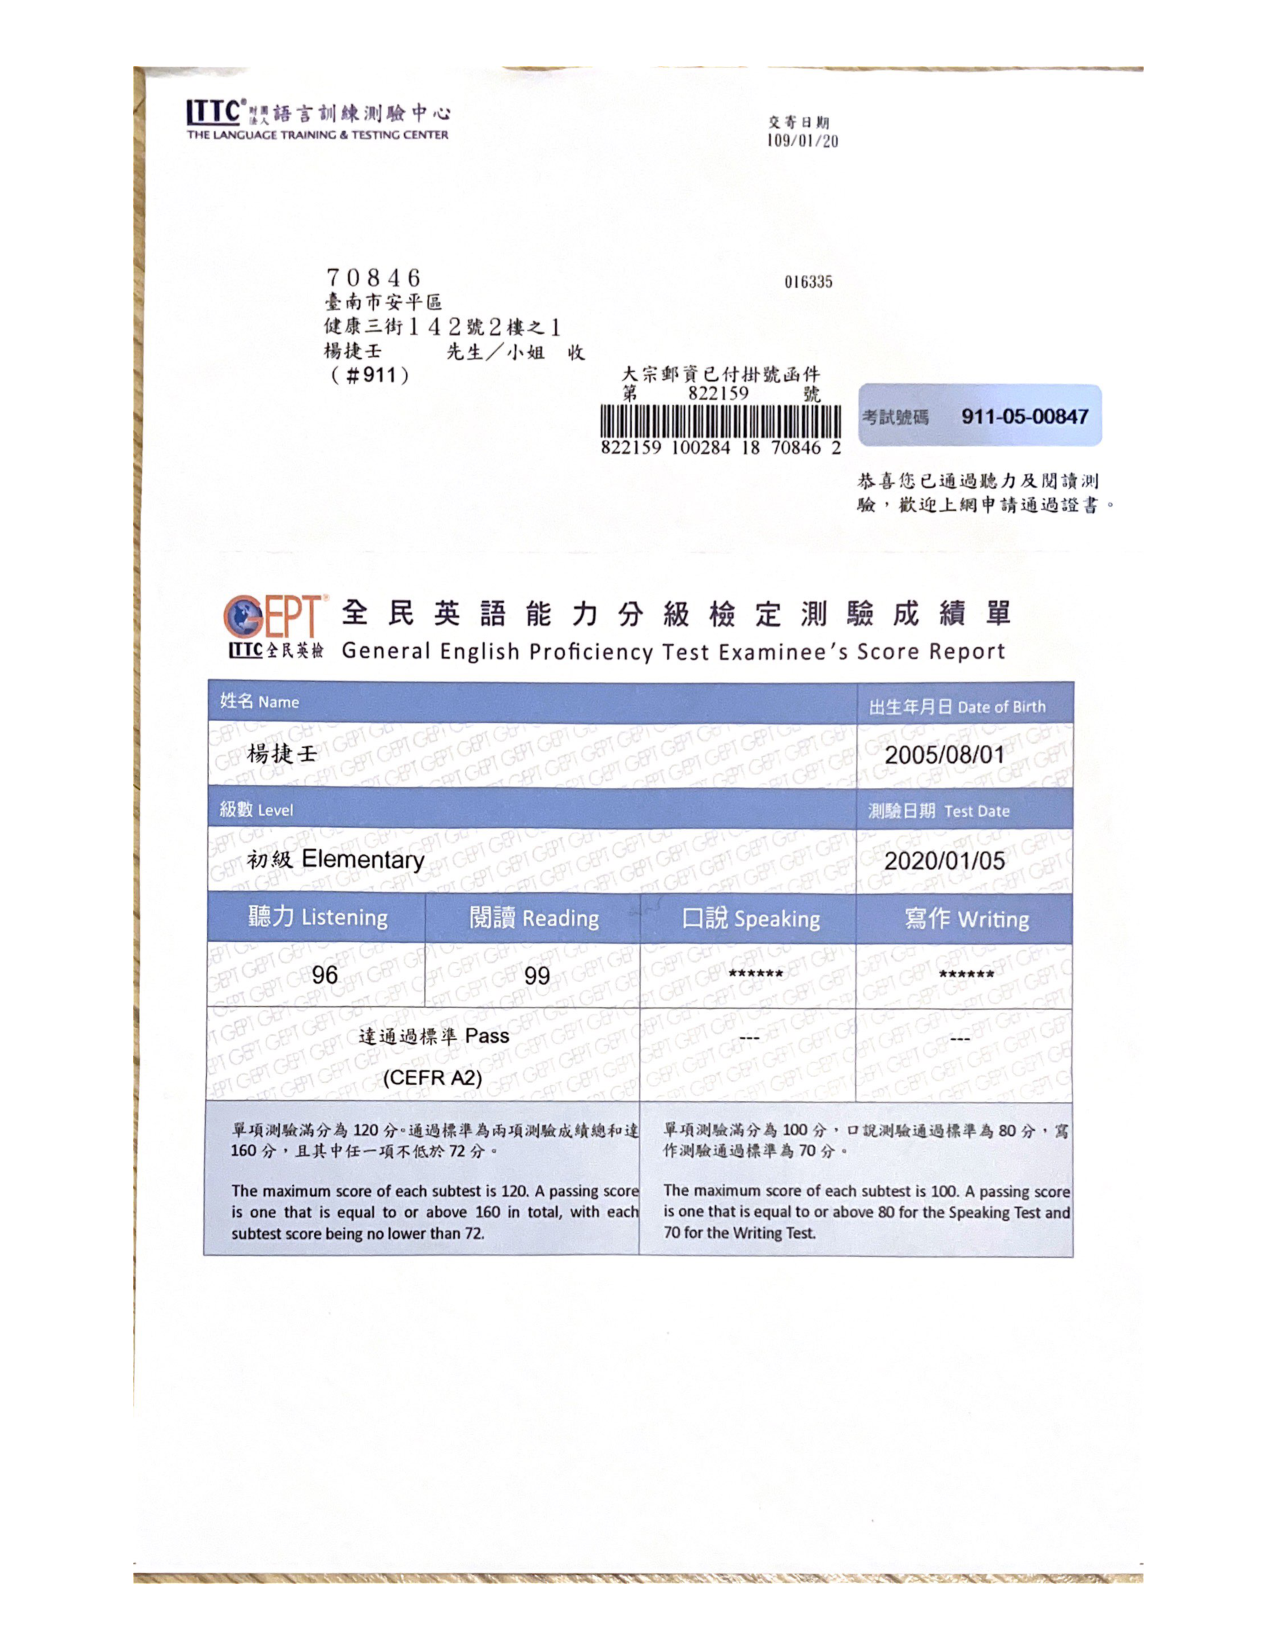 LTTC® 財團法人 語言訓練測驗中心
THE LANGUAGE TRAINING & TESTING CENTER
交寄日期
109/01/20
70846
臺南市安平區
健康三街142號2樓之1
楊捷壬 先生／小姐 收
(#911)
016335
大宗郵資已付掛號函件
第 822159 號
822159 100284 18 70846 2
考試號碼 911-05-00847
恭喜您已通過聽力及閱讀測
驗，歡迎上網申請通過證書。
GEPT® 全民英語能力分級檢定測驗成績單
LTTC全民英檢 General English Proficiency Test Examinee's Score Report
姓名 Name 出生年月日 Date of Birth
楊捷壬 2005/08/01
級數 Level 測驗日期 Test Date
初級 Elementary 2020/01/05
聽力 Listening 閱讀 Reading 口說 Speaking 寫作 Writing
96 99 ****** ******
達通過標準 Pass --- ---
(CEFR A2)
單項測驗滿分為 120 分。通過標準為兩項測驗成績總和達
160 分，且其中任一項不低於 72 分。
The maximum score of each subtest is 120. A passing score
is one that is equal to or above 160 in total, with each
subtest score being no lower than 72.
單項測驗滿分為 100 分，口說測驗通過標準為 80 分，寫
作測驗通過標準為 70 分。
The maximum score of each subtest is 100. A passing score
is one that is equal to or above 80 for the Speaking Test and
70 for the Writing Test.